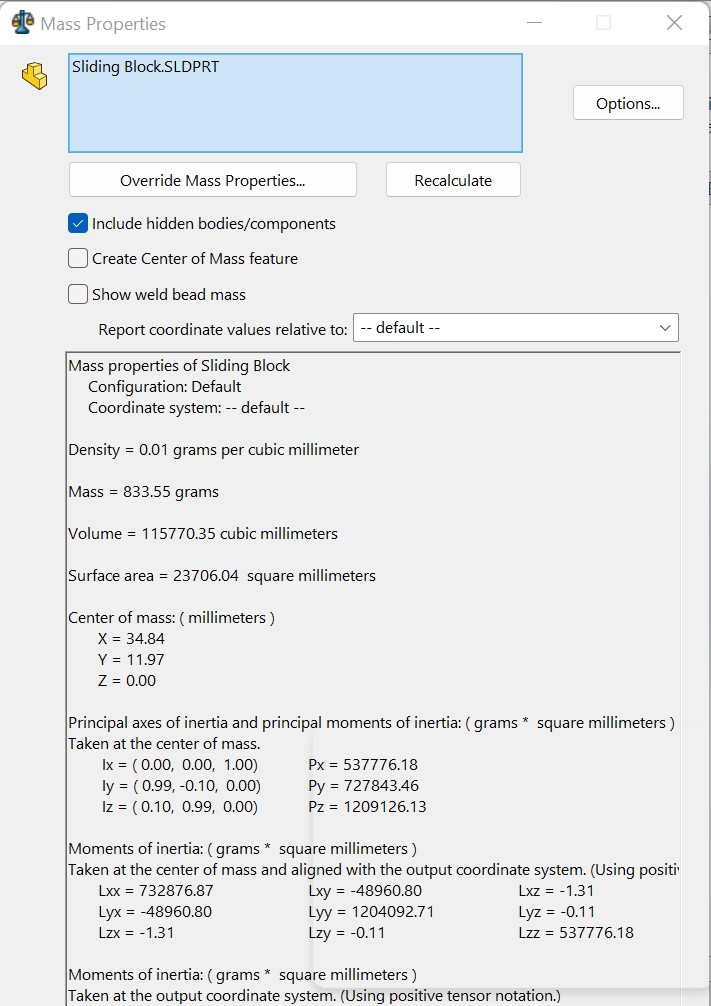 Mass Properties
Sliding Block.SLDPRT
Options...
Override Mass Properties...
Recalculate
Include hidden bodies/components
Create Center of Mass feature
Show weld bead mass
Report coordinate values relative to: -- default --
Mass properties of Sliding Block
Configuration: Default
Coordinate system: -- default --
Density = 0.01 grams per cubic millimeter
Mass = 833.55 grams
Volume = 115770.35 cubic millimeters
Surface area = 23706.04 square millimeters
Center of mass: ( millimeters )
X = 34.84
Y = 11.97
Z = 0.00
Principal axes of inertia and principal moments of inertia: ( grams * square millimeters )
Taken at the center of mass.
Ix = ( 0.00, 0.00, 1.00) Px = 537776.18
Iy = ( 0.99, -0.10, 0.00) Py = 727843.46
Iz = ( 0.10, 0.99, 0.00) Pz = 1209126.13
Moments of inertia: ( grams * square millimeters )
Taken at the center of mass and aligned with the output coordinate system. (Using positi
Lxx = 732876.87 Lxy = -48960.80 Lxz = -1.31
Lyx = -48960.80 Lyy = 1204092.71 Lyz = -0.11
Lzx = -1.31 Lzy = -0.11 Lzz = 537776.18
Moments of inertia: ( grams * square millimeters )
Taken at the output coordinate system. (Using positive tensor notation.)